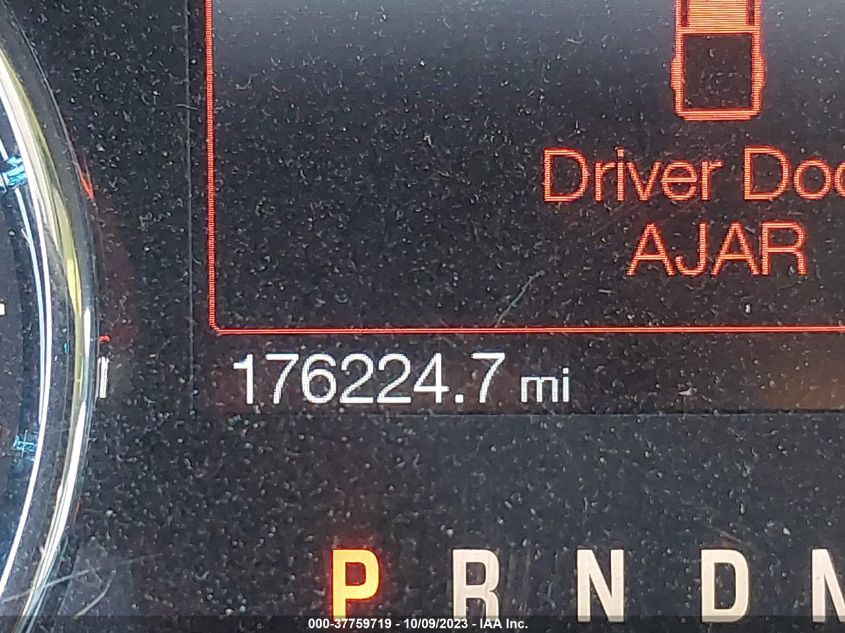 Driver Doo
AJAR
176224.7 mi
P R N D M
000-37759719 - 10/09/2023 - IAA Inc.